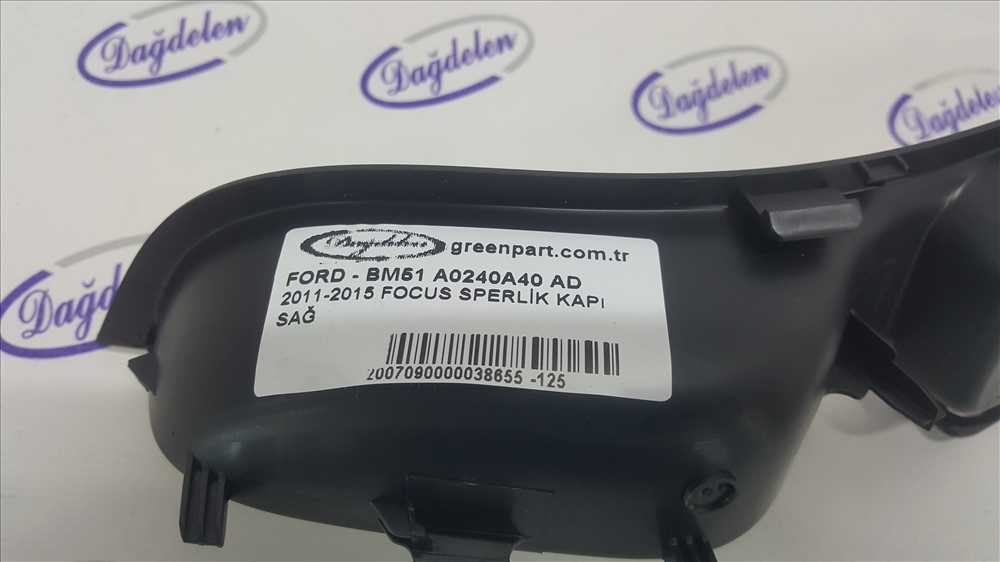 Dağdelen
Dağdelen
Dağdelen
Dağdelen
Dağdelen
Dağdelen greenpart.com.tr
FORD - BM51 A0240A40 AD
2011-2015 FOCUS SPERLİK KAPI
SAĞ
2007090000038655 -125